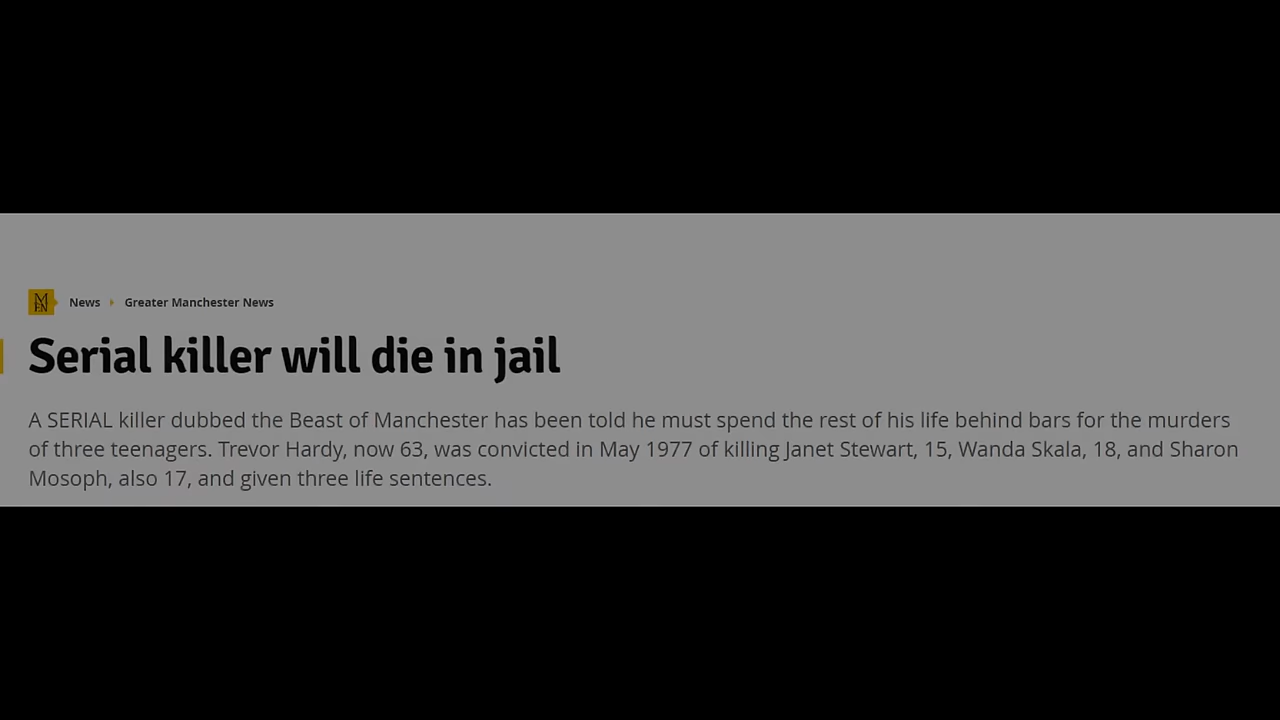 MEN News Greater Manchester News
Serial killer will die in jail
A SERIAL killer dubbed the Beast of Manchester has been told he must spend the rest of his life behind bars for the murders
of three teenagers. Trevor Hardy, now 63, was convicted in May 1977 of killing Janet Stewart, 15, Wanda Skala, 18, and Sharon
Mosoph, also 17, and given three life sentences.